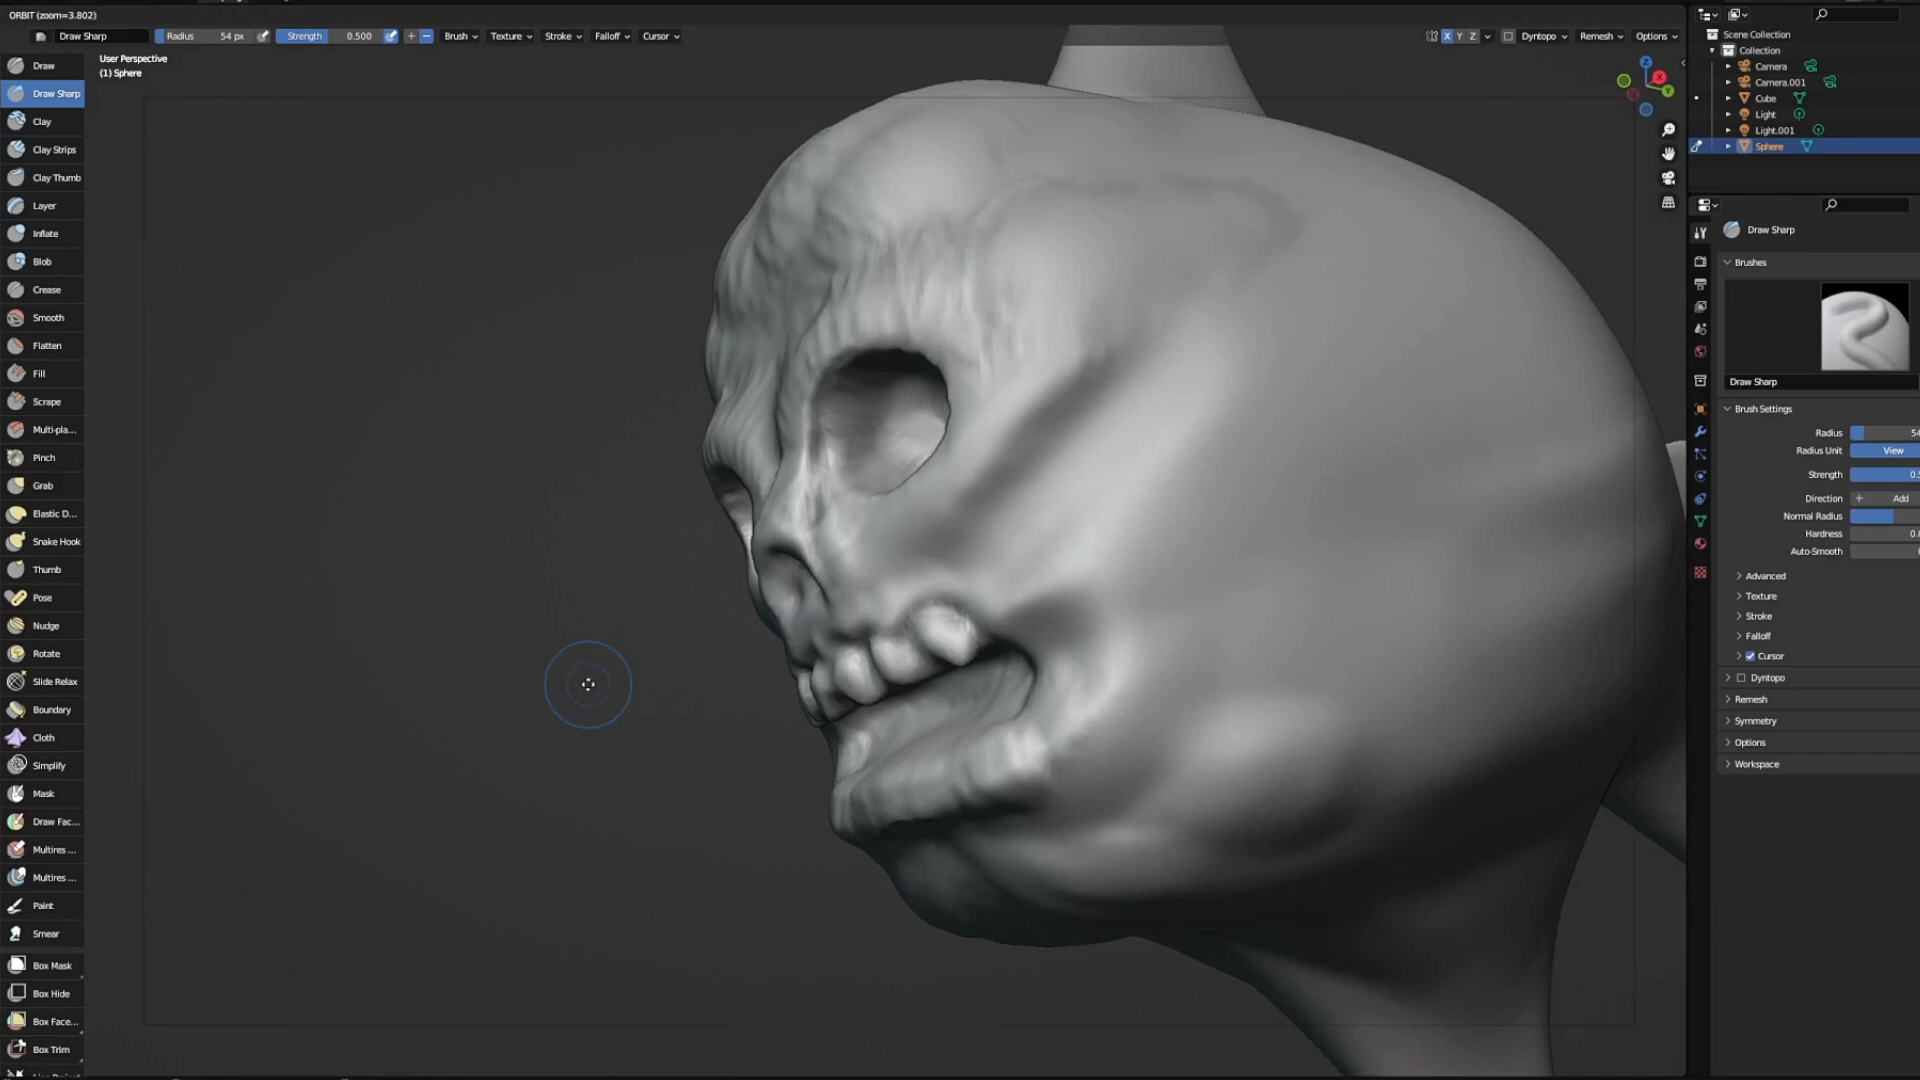 ORBIT (zoom=3.802)
Draw Sharp Radius 54 px Strength 0.500 Brush Texture Stroke Falloff Cursor X Y Z Dyntopo Remesh Options
User Perspective
(1) Sphere
Draw
Draw Sharp
Clay
Clay Strips
Clay Thumb
Layer
Inflate
Blob
Crease
Smooth
Flatten
Fill
Scrape
Multi-pla...
Pinch
Grab
Elastic D...
Snake Hook
Thumb
Pose
Nudge
Rotate
Slide Relax
Boundary
Cloth
Simplify
Mask
Draw Fac...
Multires ...
Multires ...
Paint
Smear
Box Mask
Box Hide
Box Face...
Box Trim
Z
X
Y
Scene Collection
Collection
Camera
Camera.001
Cube
Light
Light.001
Sphere
Draw Sharp
Brushes
Draw Sharp
Brush Settings
Radius 54
Radius Unit View
Strength 0.5
Direction + Add
Normal Radius
Hardness 0.0
Auto-Smooth
Advanced
Texture
Stroke
Falloff
Cursor
Dyntopo
Remesh
Symmetry
Options
Workspace